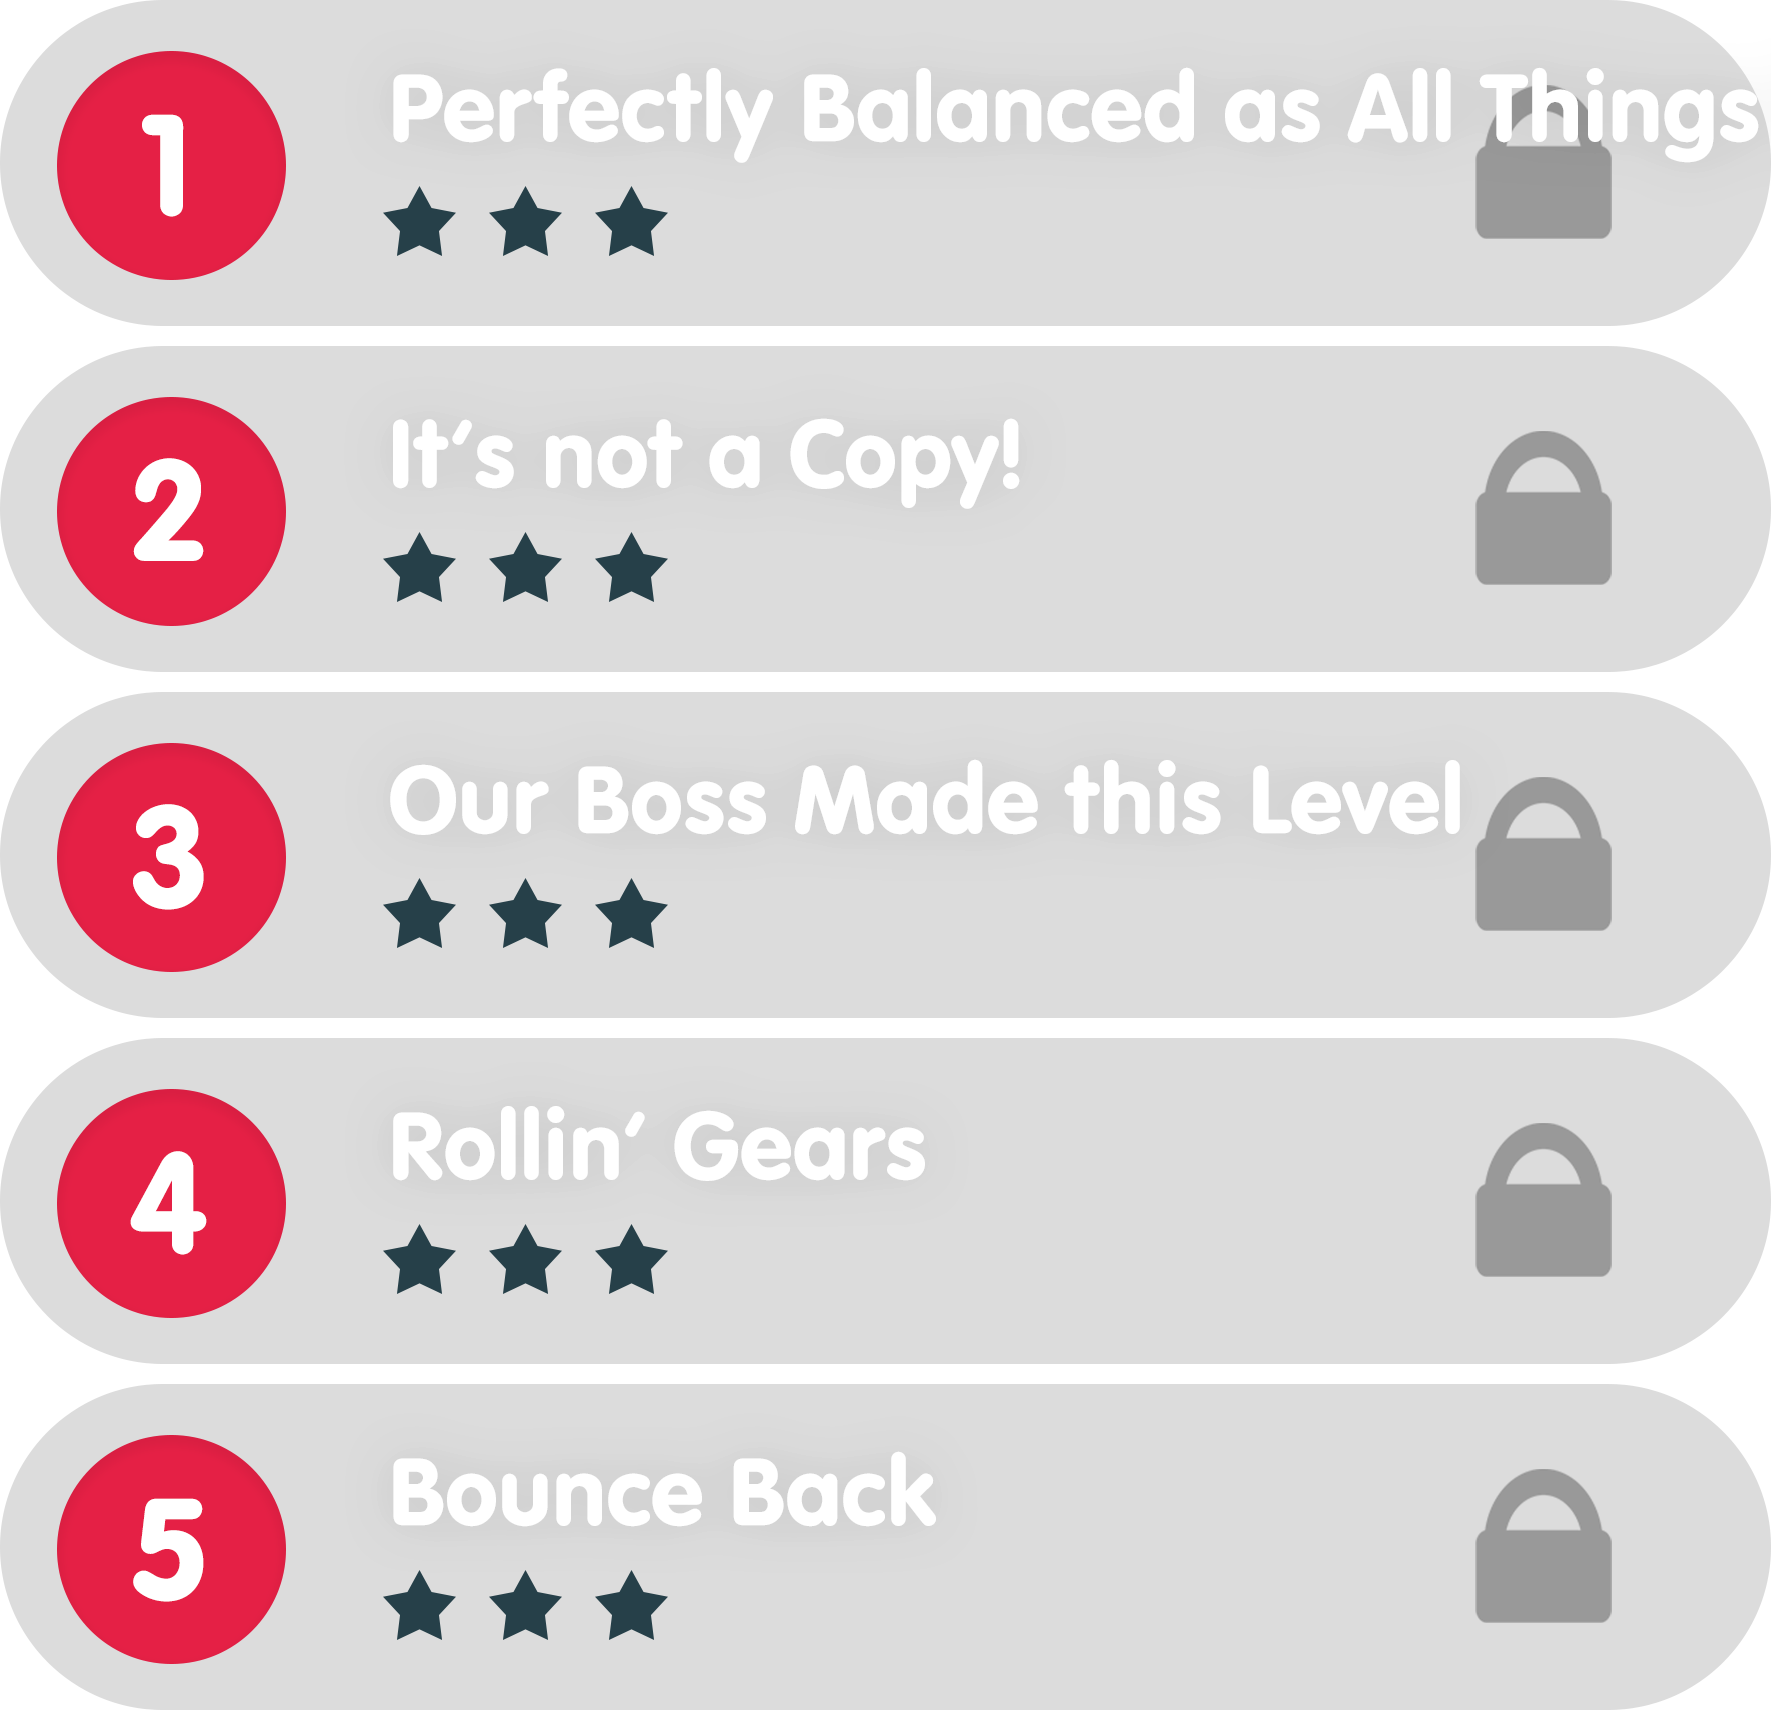 1
Perfectly Balanced as All Things
2
It’s not a Copy!
3
Our Boss Made this Level
4
Rollin’ Gears
5
Bounce Back